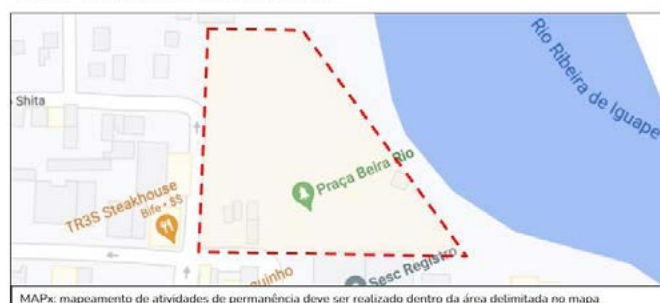 Rio Ribeira de Iguape
Shita
Praça Beira Rio
TR3S Steakhouse
Bife • $$
Sesc Registro
quinho
MAPx: mapeamento de atividades de permanência deve ser realizado dentro da área delimitada no mapa